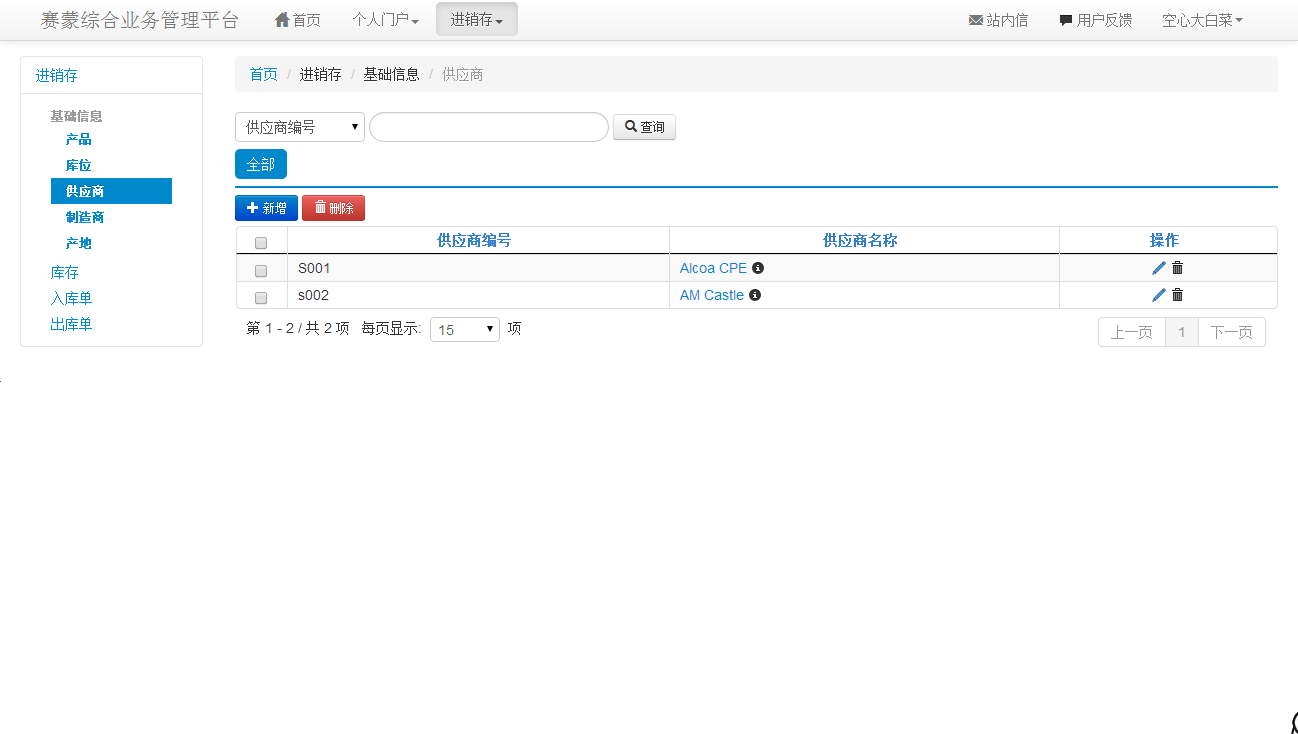 赛蒙综合业务管理平台 首页 个人门户 进销存 站内信 用户反馈 空心大白菜
进销存
基础信息
产品
库位
供应商
制造商
产地
库存
入库单
出库单
首页 / 进销存 / 基础信息 / 供应商
供应商编号 查询
全部
新增 删除
供应商编号 供应商名称 操作
S001 Alcoa CPE
s002 AM Castle
第 1 - 2 / 共 2 项 每页显示: 15 项
上一页 1 下一页